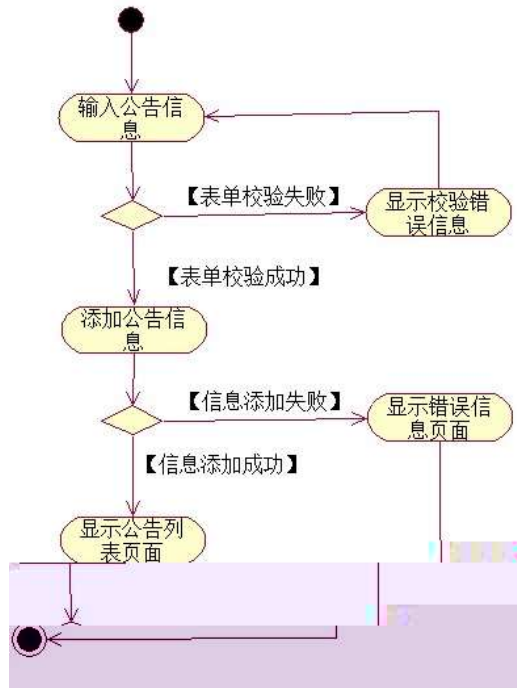 输入公告信
息
【表单校验失败】
显示校验错
误信息
【表单校验成功】
添加公告信
息
【信息添加失败】
显示错误信
息页面
【信息添加成功】
显示公告列
表页面